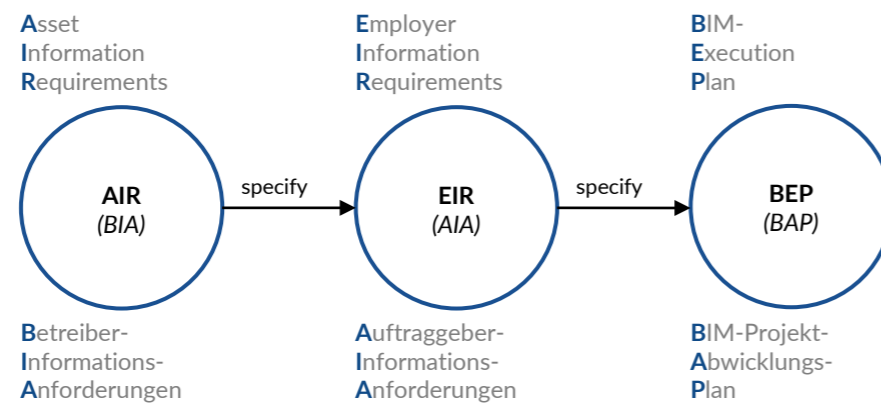 Asset
Information
Requirements
Employer
Information
Requirements
BIM-
Execution
Plan
AIR
(BIA)
specify
EIR
(AIA)
specify
BEP
(BAP)
Betreiber-
Informations-
Anforderungen
Auftraggeber-
Informations-
Anforderungen
BIM-Projekt-
Abwicklungs-
Plan